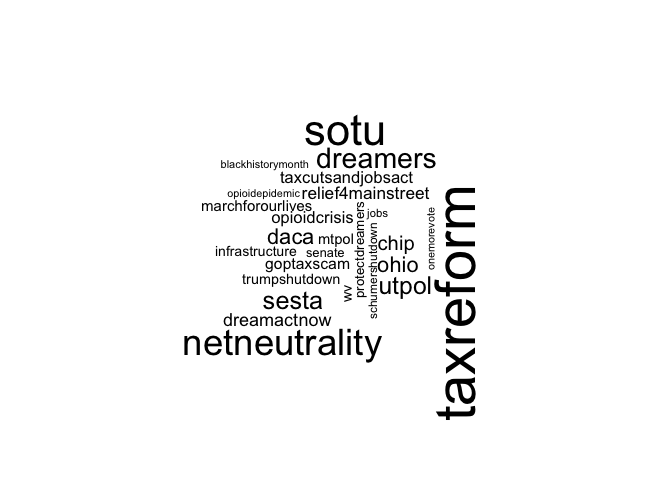 sotu
blackhistorymonth dreamers
taxcutsandjobsact
opioidepidemic relief4mainstreet
marchforourlives
opioidcrisis jobs
daca mtpol chip
infrastructure senate
goptaxscam ohio
trumpshutdown utpol
sesta
dreamactnow
netneutrality
wv
protectdreamers
schumershutdown
onemorevote
taxreform